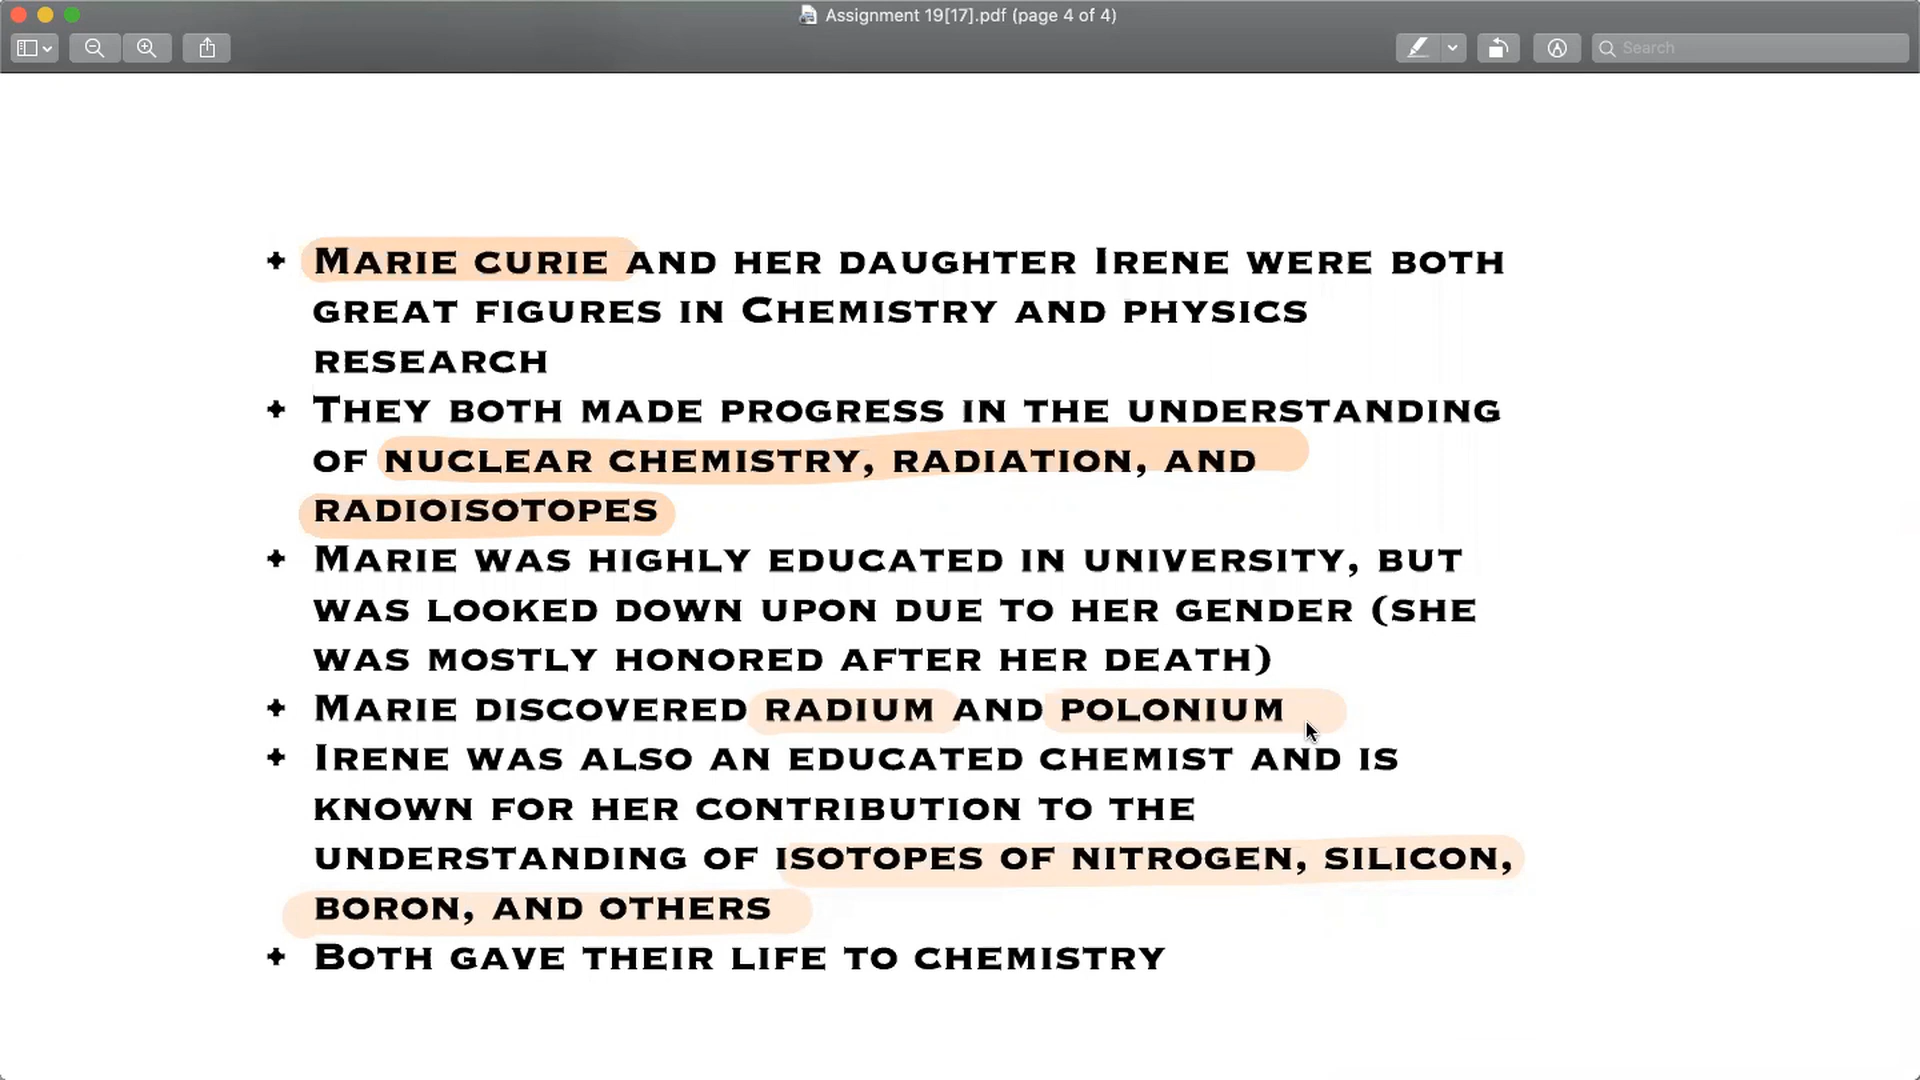 Assignment 19[17].pdf (page 4 of 4)
Search
Marie curie and her daughter Irene were both
great figures in Chemistry and physics
research
They both made progress in the understanding
of nuclear chemistry, radiation, and
radioisotopes
Marie was highly educated in university, but
was looked down upon due to her gender (she
was mostly honored after her death)
Marie discovered radium and polonium
Irene was also an educated chemist and is
known for her contribution to the
understanding of isotopes of nitrogen, silicon,
boron, and others
Both gave their life to chemistry